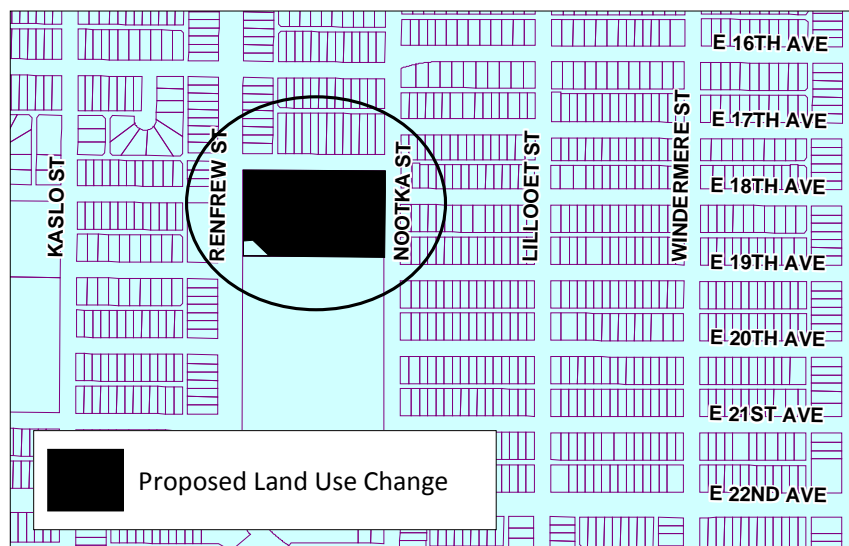 E 16TH AVE
E 17TH AVE
E 18TH AVE
E 19TH AVE
E 20TH AVE
E 21ST AVE
E 22ND AVE
KASLO ST
RENFREW ST
NOOTKA ST
LILLOOET ST
WINDERMERE ST
Proposed Land Use Change